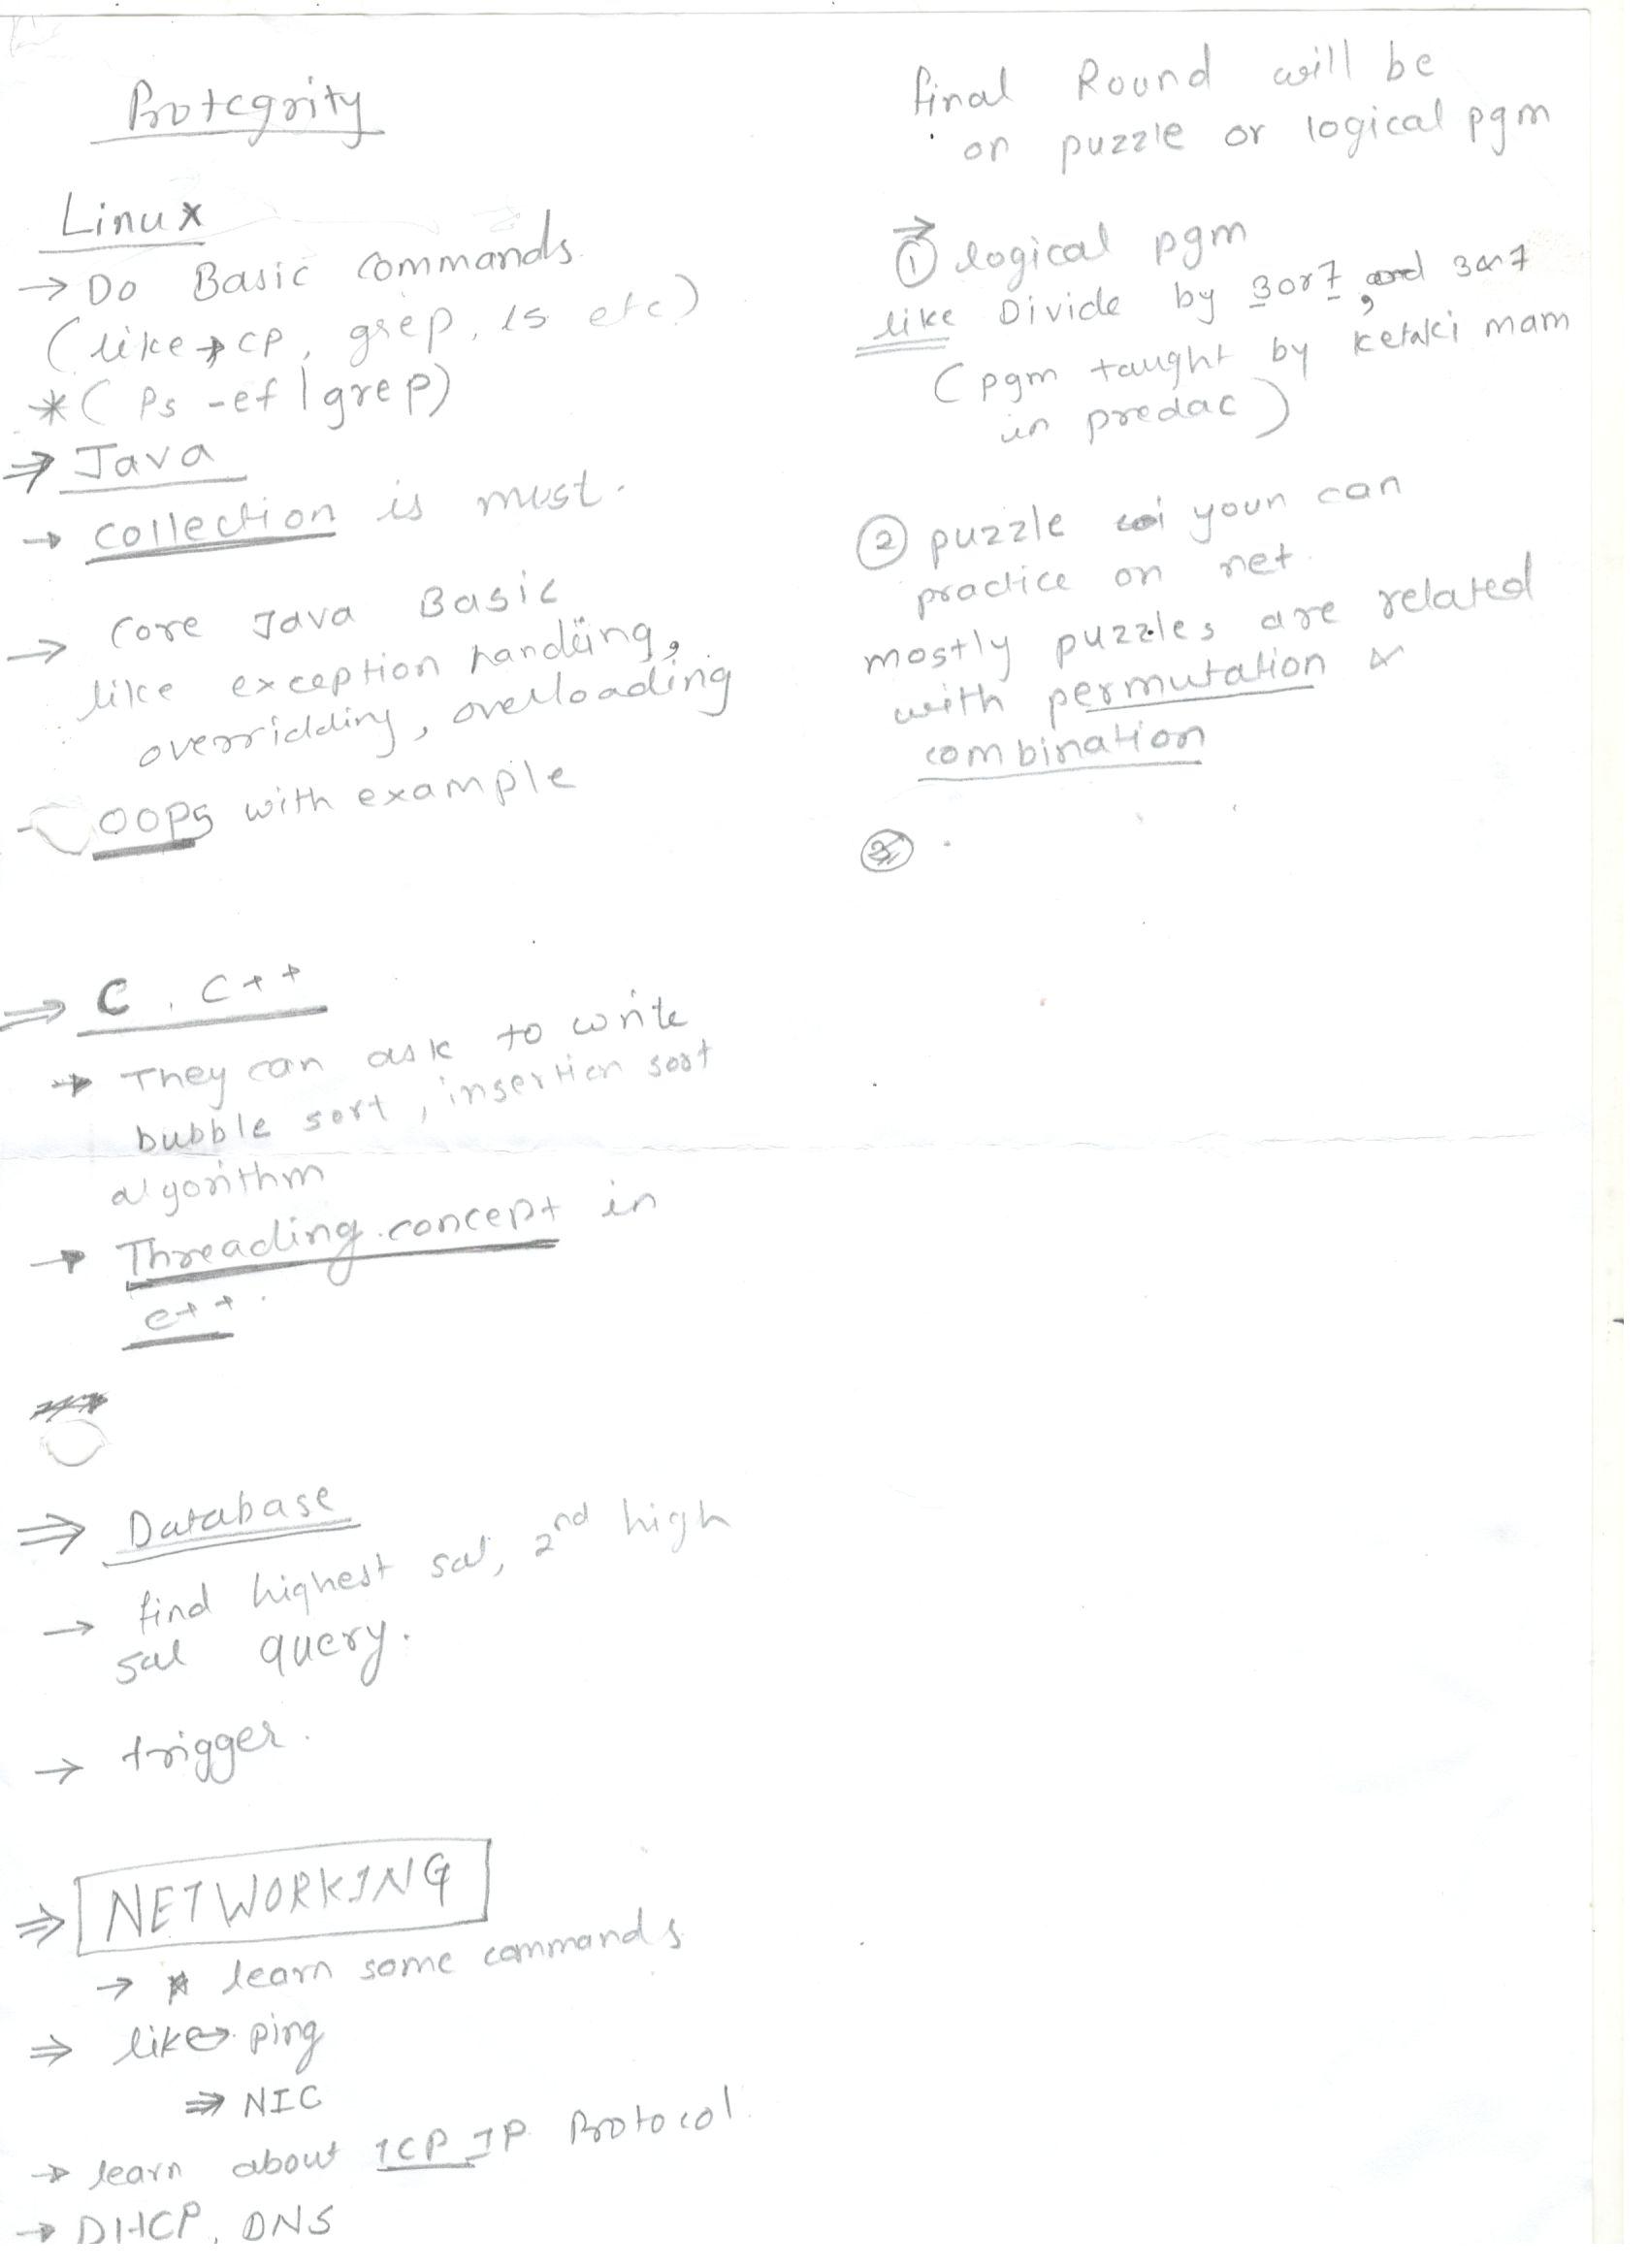 Protegrity
Linux
→ Do Basic commands.
(like → cp, grep, ls etc)
*( Ps -ef | grep)
⇒ Java
→ collection is must.
→ Core Java Basic
like exception handling,
overridding, overloading
- OOPS with example
⇒ C, C++
→ They can ask to write
bubble sort, insertion sort
algorithm
→ Threading concept in
C++.
⇒ Database
→ find highest sal, 2nd high
sal query.
→ trigger.
⇒ NETWORKING
→ learn some commands.
⇒ like → ping
⇒ NIC
→ learn about TCP IP Protocol.
→ DHCP, DNS
final Round will be
on puzzle or logical pgm
→
① logical pgm
like Divide by 3 or 7, and 3 & 7
(pgm taught by ketaki mam
in predac)
② puzzle youn can
practice on net.
mostly puzzles are related
with permutation &
combination